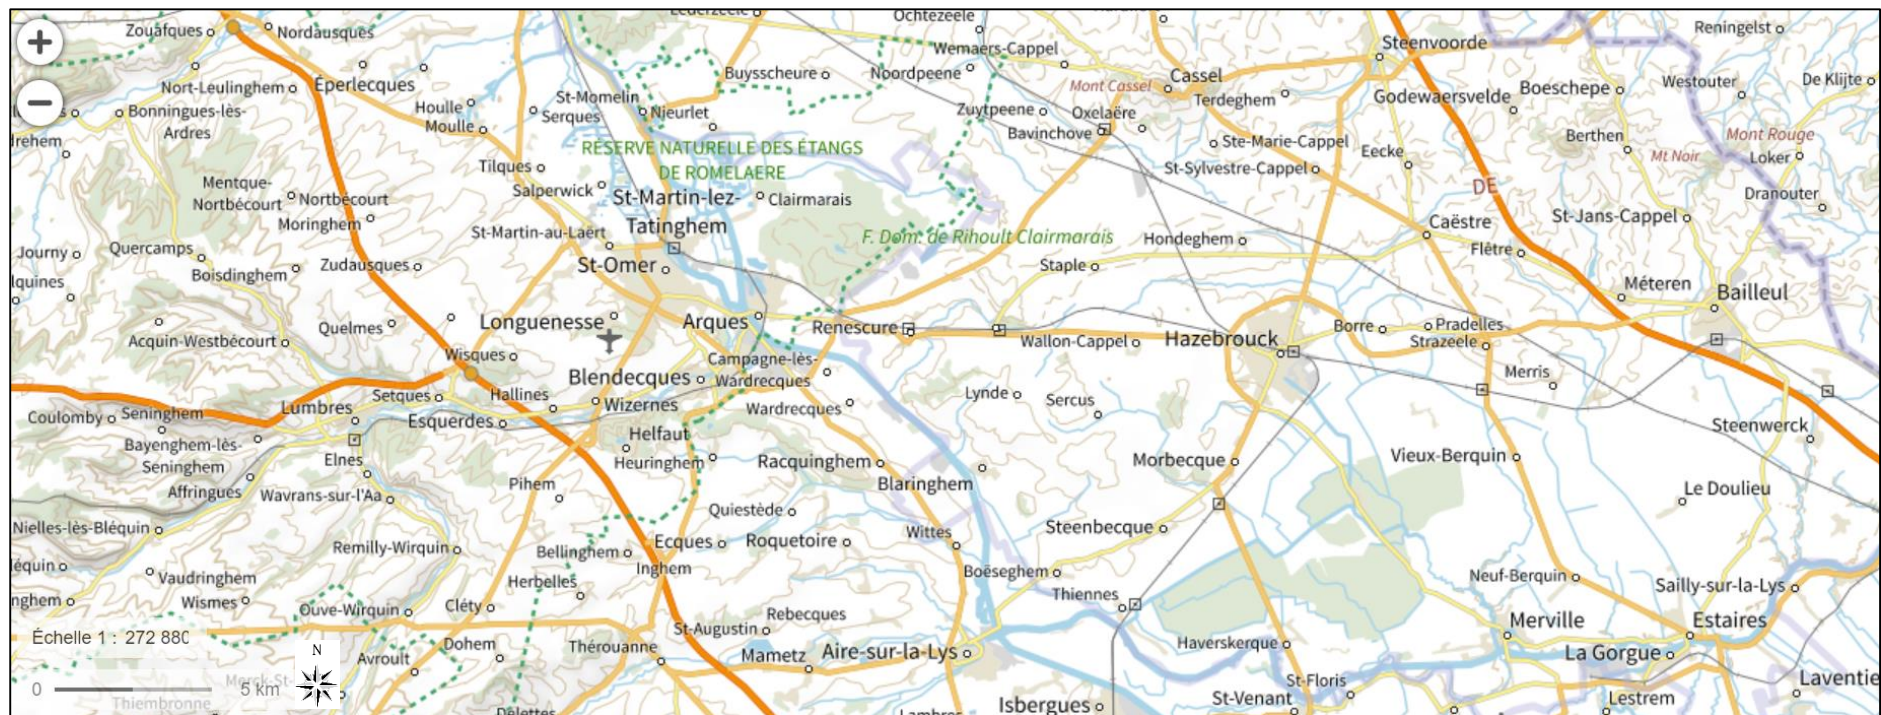 Zouafques
Nordausques
Ochtezeele
Wemaers-Cappel
Steenvoorde
Reningelst
Nort-Leulinghem
Éperlecques
Buysscheure
Noordpeene
Mont Cassel
Cassel
Terdeghem
Godewaersvelde
Boeschepe
Westouter
De Klijte
Bonningues-lès-
Ardres
Houlle
Moulle
St-Momelin
Serques
Nieurlet
Zuytpeene
Oxelaëre
Bavinchove
Ste-Marie-Cappel
Berthen
Mont Rouge
Mt Noir
Loker
Eecke
St-Sylvestre-Cappel
RÉSERVE NATURELLE DES ÉTANGS
DE ROMELAERE
Tilques
Salperwick
Mentque-
Nortbécourt
Nortbécourt
Moringhem
St-Martin-lez-
Tatinghem
Clairmarais
DE
Dranouter
St-Jans-Cappel
Caëstre
Flêtre
Journy
Quercamps
Boisdinghem
Zudausques
St-Martin-au-Laërt
St-Omer
F. Dom. de Rihoult Clairmarais
Hondeghem
Staple
Méteren
Bailleul
Acquin-Westbécourt
Quelmes
Longuenesse
Arques
Renescure
Wallon-Cappel
Hazebrouck
Borre
Pradelles
Strazeele
Merris
Wisques
Campagne-lès-
Wardrecques
Blendecques
Setques
Hallines
Wizernes
Wardrecques
Lynde
Sercus
Coulomby
Seninghem
Lumbres
Esquerdes
Helfaut
Heuringhem
Steenwerck
Bayenghem-lès-
Seninghem
Elnes
Affringues
Wavrans-sur-l'Aa
Pihem
Racquinghem
Blaringhem
Morbecque
Vieux-Berquin
Le Doulieu
Nielles-lès-Bléquin
Quiestède
Steenbecque
Remilly-Wirquin
Bellinghem
Ecques
Roquetoire
Wittes
Inghem
Boëseghem
Thiennes
Vaudringhem
Wismes
Herbelles
Neuf-Berquin
Sailly-sur-la-Lys
Ouve-Wirquin
Cléty
Rebecques
St-Augustin
Merville
Estaires
Échelle 1 : 272 880
N
Avroult
Dohem
Thérouanne
Mametz
Aire-sur-la-Lys
Haverskerque
La Gorgue
0
5 km
Merck-St-
Thiembronne
Delettes
Isbergues
St-Floris
St-Venant
Lestrem